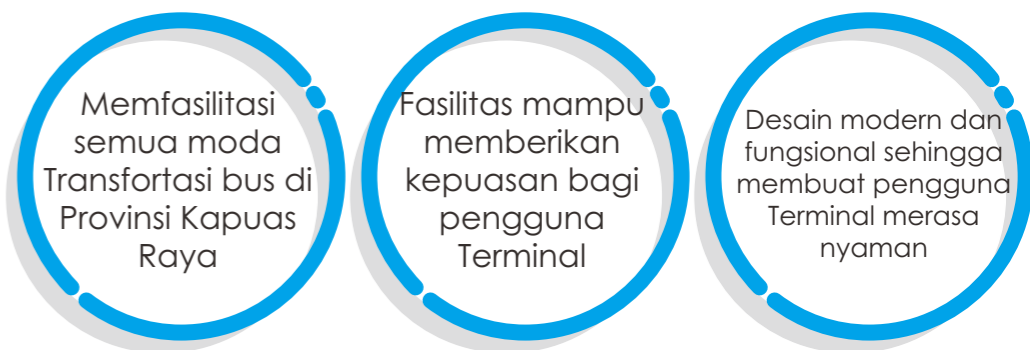 Memfasilitasi
semua moda
Transfortasi bus di
Provinsi Kapuas
Raya
Fasilitas mampu
memberikan
kepuasan bagi
pengguna
Terminal
Desain modern dan
fungsional sehingga
membuat pengguna
Terminal merasa
nyaman